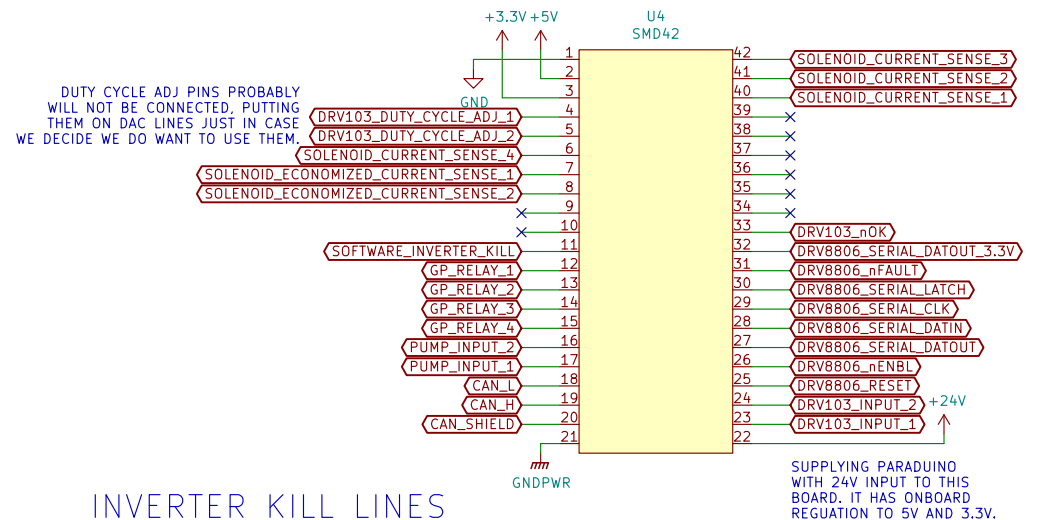 +3.3V +5V
U4
SMD42
GND
DUTY CYCLE ADJ PINS PROBABLY
WILL NOT BE CONNECTED, PUTTING
THEM ON DAC LINES JUST IN CASE
WE DECIDE WE DO WANT TO USE THEM.
1
2
3
DRV103_DUTY_CYCLE_ADJ_1 4
DRV103_DUTY_CYCLE_ADJ_2 5
SOLENOID_CURRENT_SENSE_4 6
SOLENOID_ECONOMIZED_CURRENT_SENSE_1 7
SOLENOID_ECONOMIZED_CURRENT_SENSE_2 8
9
10
SOFTWARE_INVERTER_KILL 11
GP_RELAY_1 12
GP_RELAY_2 13
GP_RELAY_3 14
GP_RELAY_4 15
PUMP_INPUT_2 16
PUMP_INPUT_1 17
CAN_L 18
CAN_H 19
CAN_SHIELD 20
21
GNDPWR
42 SOLENOID_CURRENT_SENSE_3
41 SOLENOID_CURRENT_SENSE_2
40 SOLENOID_CURRENT_SENSE_1
39
38
37
36
35
34
33 DRV103_nOK
32 DRV8806_SERIAL_DATOUT_3.3V
31 DRV8806_nFAULT
30 DRV8806_SERIAL_LATCH
29 DRV8806_SERIAL_CLK
28 DRV8806_SERIAL_DATIN
27 DRV8806_SERIAL_DATOUT
26 DRV8806_nENBL
25 DRV8806_RESET
24 DRV103_INPUT_2
23 DRV103_INPUT_1
22
+24V
SUPPLYING PARADUINO
WITH 24V INPUT TO THIS
BOARD. IT HAS ONBOARD
REGUATION TO 5V AND 3.3V.
INVERTER KILL LINES